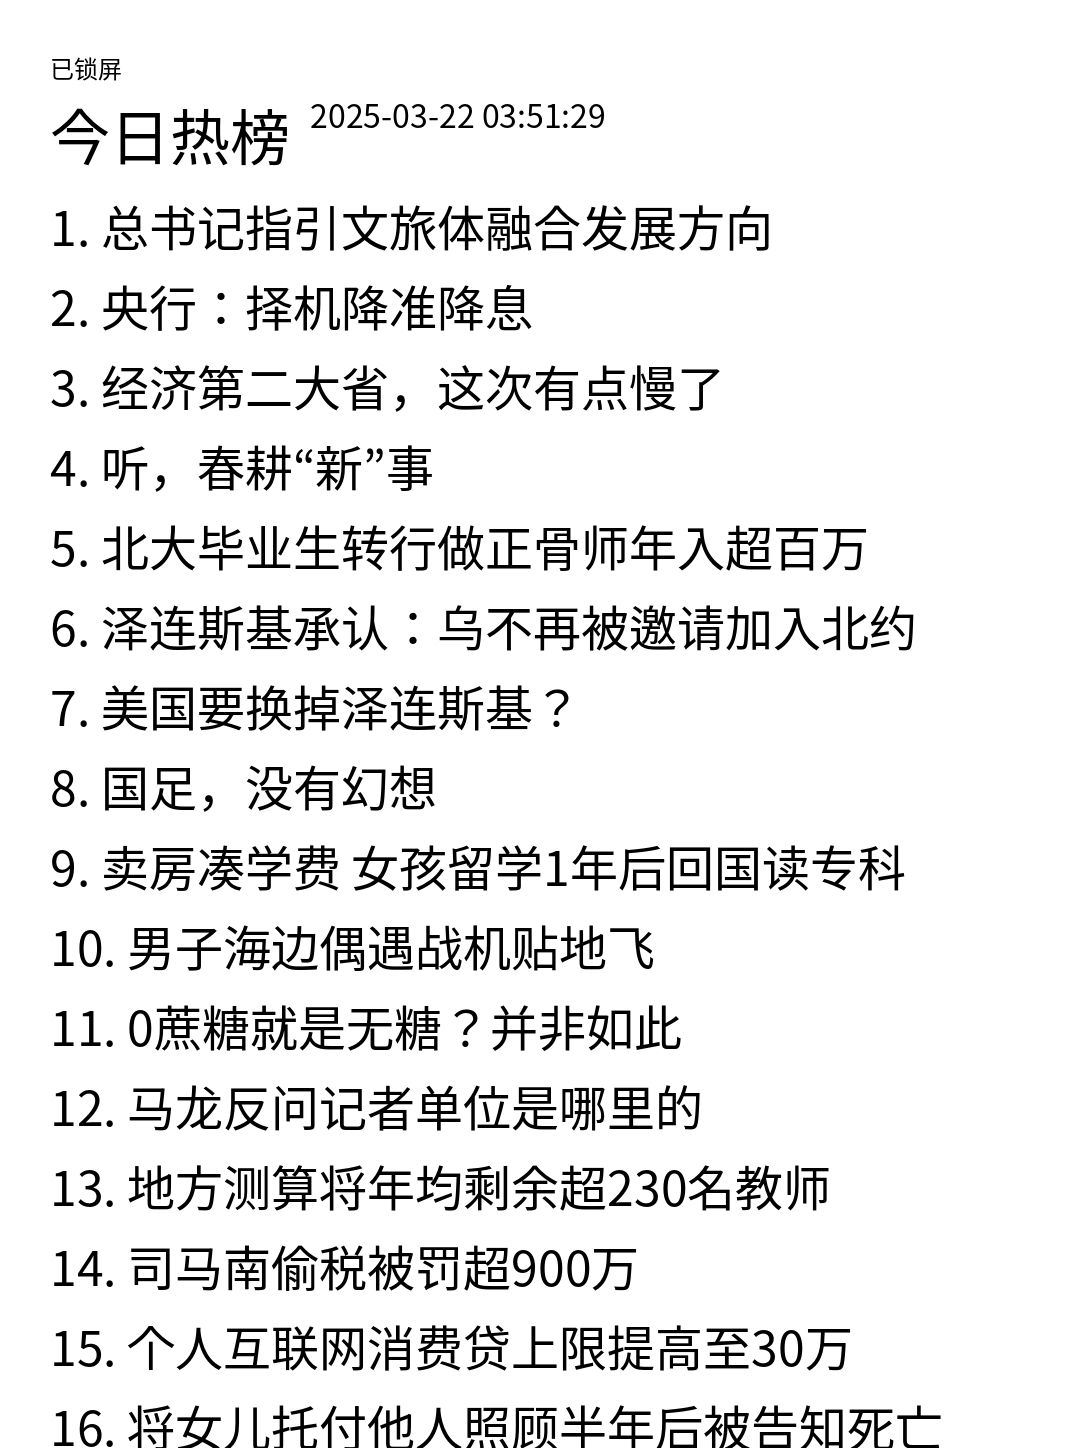 已锁屏
今日热榜 2025-03-22 03:51:29
1. 总书记指引文旅体融合发展方向
2. 央行：择机降准降息
3. 经济第二大省，这次有点慢了
4. 听，春耕“新”事
5. 北大毕业生转行做正骨师年入超百万
6. 泽连斯基承认：乌不再被邀请加入北约
7. 美国要换掉泽连斯基？
8. 国足，没有幻想
9. 卖房凑学费 女孩留学1年后回国读专科
10. 男子海边偶遇战机贴地飞
11. 0蔗糖就是无糖？并非如此
12. 马龙反问记者单位是哪里的
13. 地方测算将年均剩余超230名教师
14. 司马南偷税被罚超900万
15. 个人互联网消费贷上限提高至30万
16. 将女儿托付他人照顾半年后被告知死亡